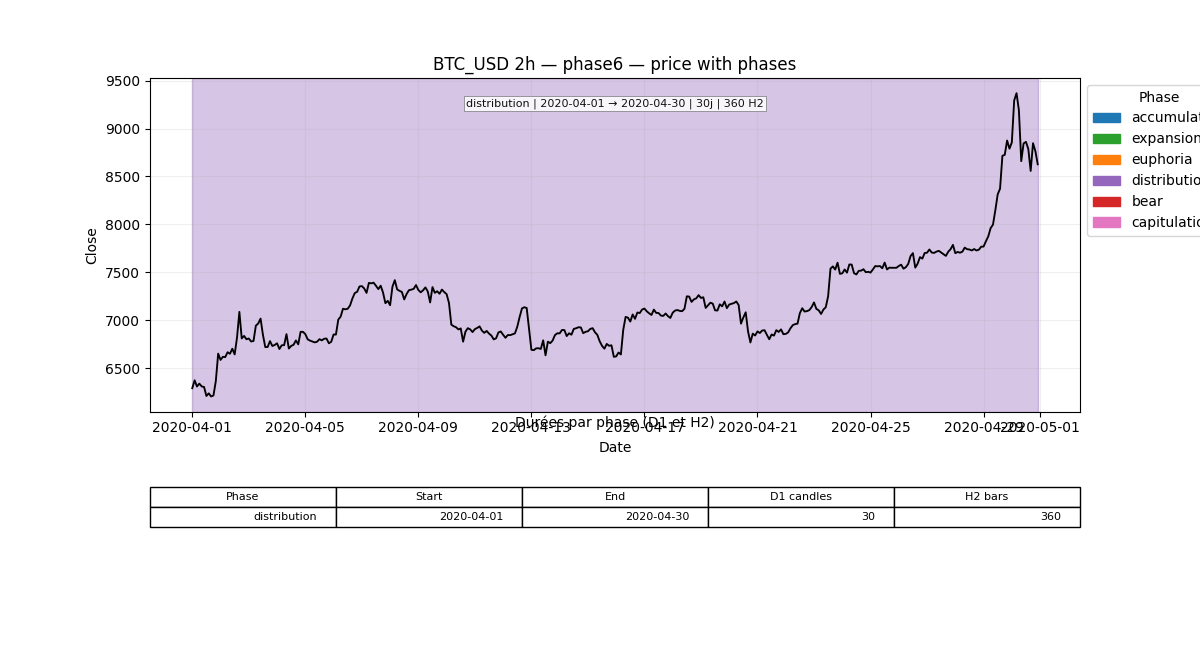 BTC_USD 2h — phase6 — price with phases
distribution | 2020-04-01 → 2020-04-30 | 30j | 360 H2
Close
9500
9000
8500
8000
7500
7000
6500
Phase
accumulat
expansion
euphoria
distributio
bear
capitulatio
Durées par phase (D1 et H2)
2020-04-01 2020-04-05 2020-04-09 2020-04-13 2020-04-17 2020-04-21 2020-04-25 2020-04-29 2020-05-01
Date
Phase Start End D1 candles H2 bars
distribution 2020-04-01 2020-04-30 30 360